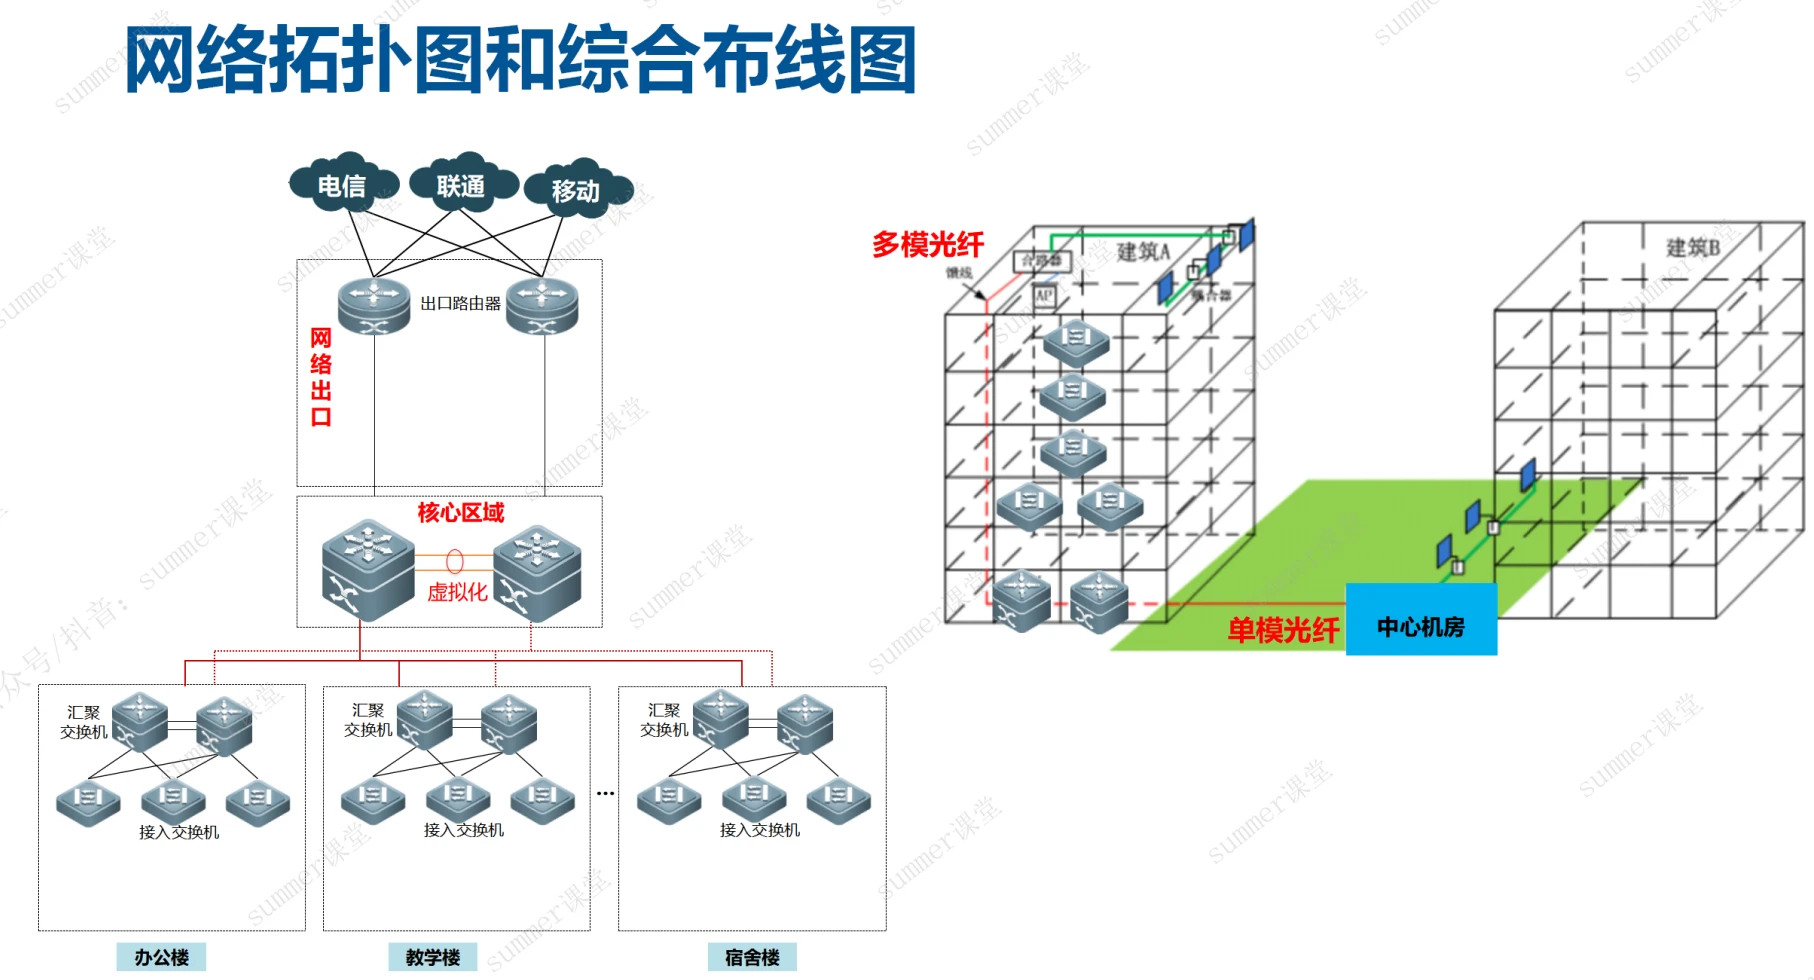 网络拓扑图和综合布线图
电信
联通
移动
出口路由器
网络出口
核心区域
虚拟化
汇聚
交换机
接入交换机
汇聚
交换机
接入交换机
...
汇聚
交换机
接入交换机
办公楼
教学楼
宿舍楼
多模光纤
馈线
合路器
AP
建筑A
耦合器
建筑B
单模光纤
中心机房
summer课堂
众号/抖音: summer课堂